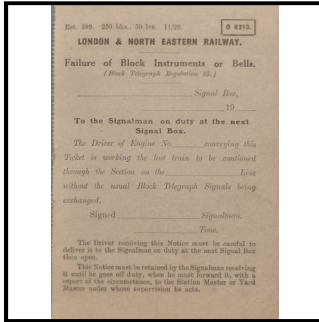 Est. 389. 250 bks., 50 lvs. 11/26. G 6213.
LONDON & NORTH EASTERN RAILWAY.
Failure of Block Instruments or Bells.
(Block Telegraph Regulation 25.)
Signal Box,
19
To the Signalman on duty at the next
Signal Box.
The Driver of Engine No. conveying this
Ticket is working the last train to be cautioned
through the Section on the Line
without the usual Block Telegraph Signals being
exchanged.
Signed Signalman.
Time.
The Driver receiving this Notice must be careful to
deliver is to the Signalman on duty at the next Signal Box
then open.
This Notice must be retained by the Signalman receiving
it until he goes off duty, when he must forward it, with a
report of the circumstance, to the Station Master or Yard
Master under whose supervision he acts.